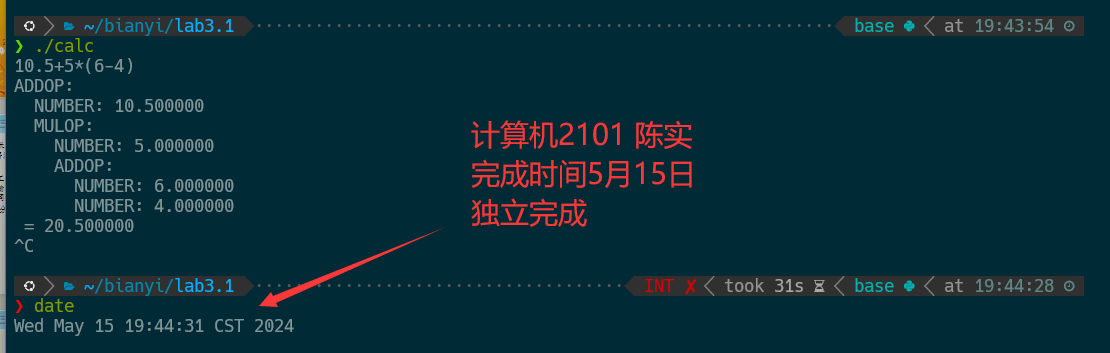 ~/bianyi/lab3.1 base at 19:43:54
❯ ./calc
10.5+5*(6-4)
ADDOP:
NUMBER: 10.500000
MULOP:
NUMBER: 5.000000
ADDOP:
NUMBER: 6.000000
NUMBER: 4.000000
= 20.500000
^C
计算机2101 陈实
完成时间5月15日
独立完成
~/bianyi/lab3.1 INT ✘ took 31s base at 19:44:28
❯ date
Wed May 15 19:44:31 CST 2024